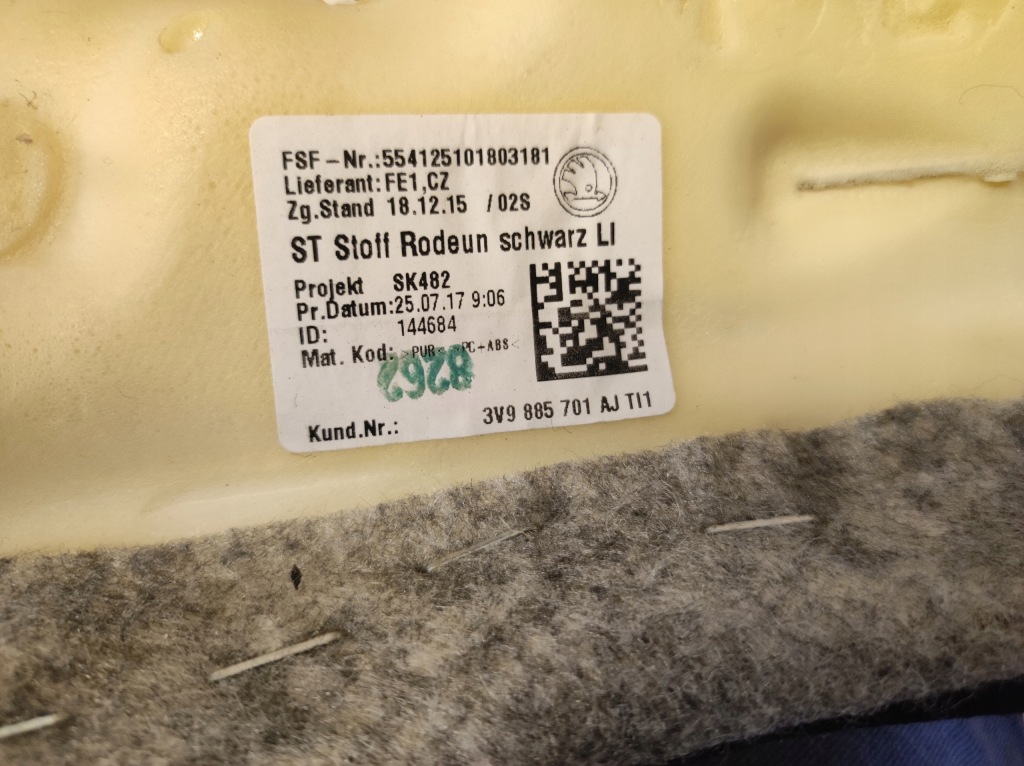 FSF-Nr.:554125101803181
Lieferant: FE1,CZ
Zg.Stand 18.12.15 /02S
ST Stoff Rodeun schwarz LI
Projekt SK482
Pr.Datum:25.07.17 9:06
ID: 144684
Mat. Kod: >PUR< >PC+ABS<
8262
Kund.Nr.: 3V9 885 701 AJ TI1